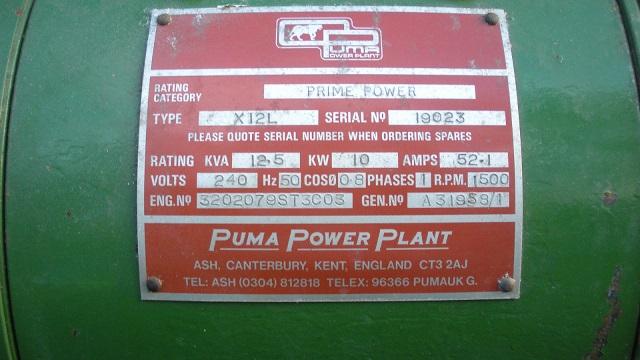 PUMA
POWER PLANT
RATING CATEGORY PRIME POWER
TYPE X12L SERIAL Nº 19023
PLEASE QUOTE SERIAL NUMBER WHEN ORDERING SPARES
RATING KVA 12·5 KW 10 AMPS 52·1
VOLTS 240 Hz 50 COSØ 0·8 PHASES 1 R.P.M. 1500
ENG.Nº 3202079ST3C03 GEN.Nº A31958/1
PUMA POWER PLANT
ASH, CANTERBURY, KENT, ENGLAND CT3 2AJ
TEL: ASH (0304) 812818 TELEX: 96366 PUMAUK G.